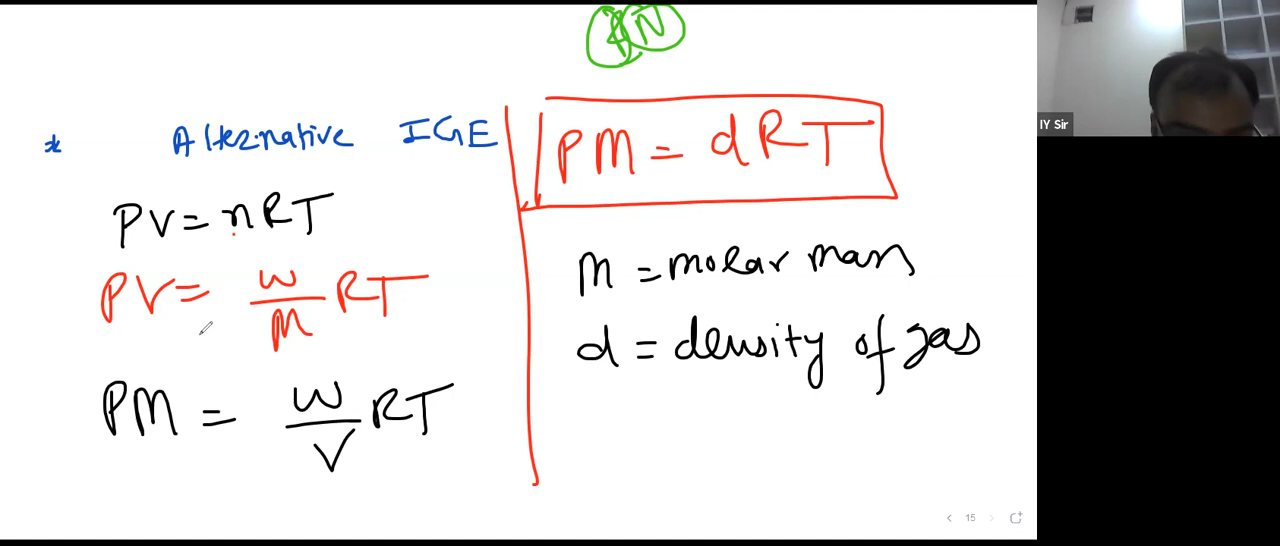 * Alternative IGE
PV = nRT
PV = w/M RT
PM = w/V RT
PM = dRT
M = molar mass
d = density of gas
IY Sir
15